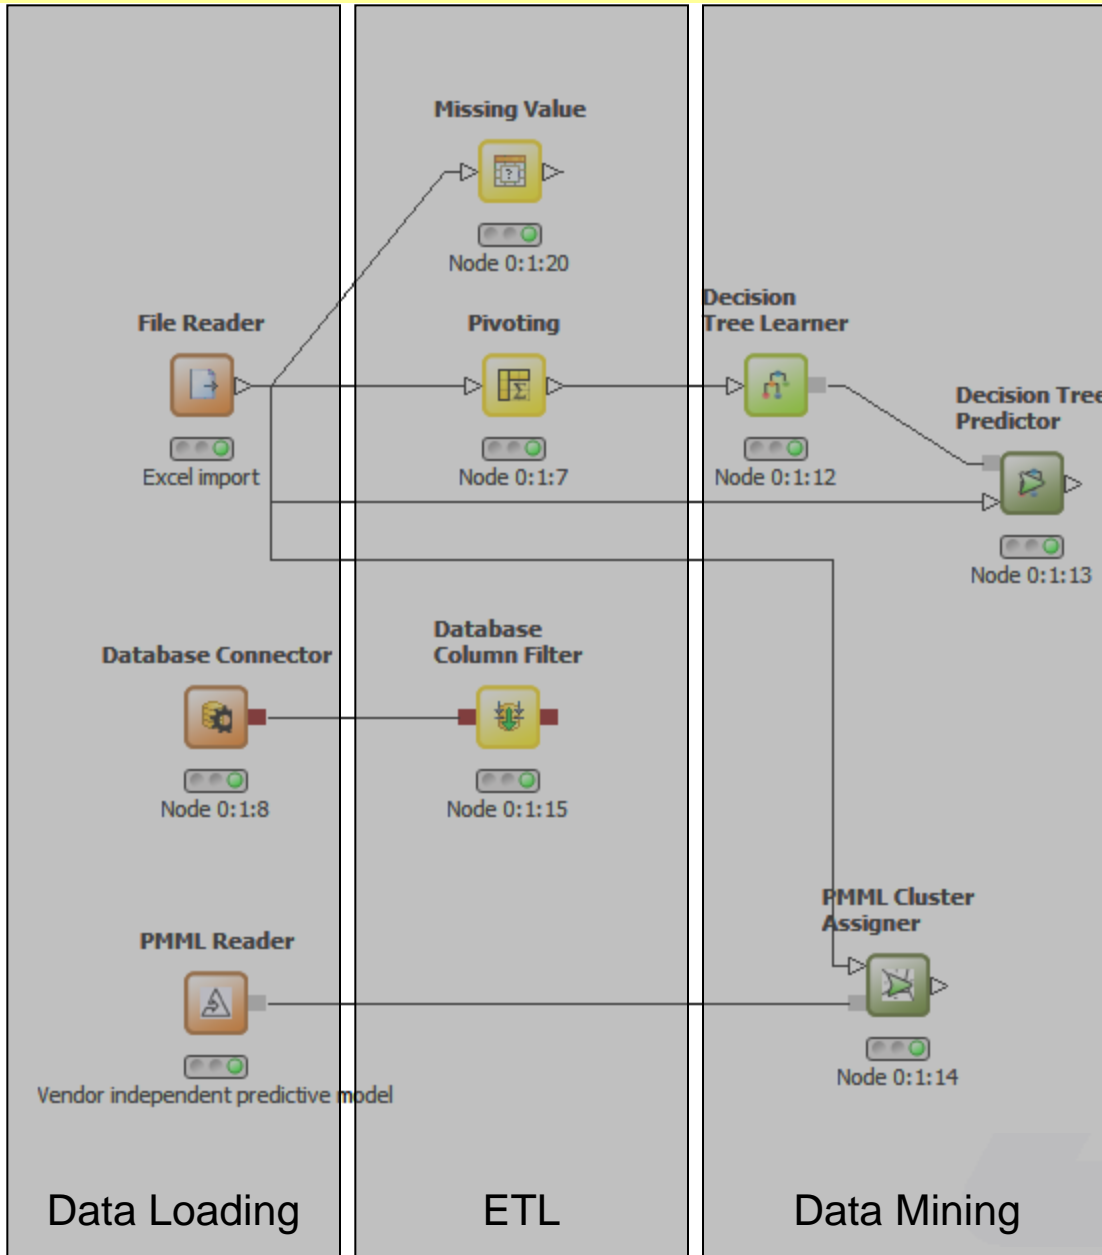 Missing Value
Node 0:1:20
File Reader
Excel import
Pivoting
Node 0:1:7
Decision
Tree Learner
Node 0:1:12
Decision Tree
Predictor
Node 0:1:13
Database Connector
Node 0:1:8
Database
Column Filter
Node 0:1:15
PMML Reader
Vendor independent predictive model
PMML Cluster
Assigner
Node 0:1:14
Data Loading
ETL
Data Mining